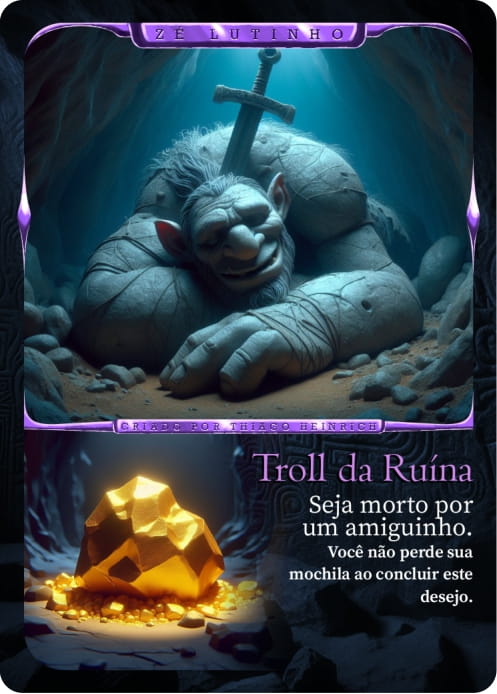 ZÉ LUTINHO
CRIADO POR THIAGO HEINRICH
Troll da Ruína
Seja morto por
um amiguinho.
Você não perde sua
mochila ao concluir este
desejo.